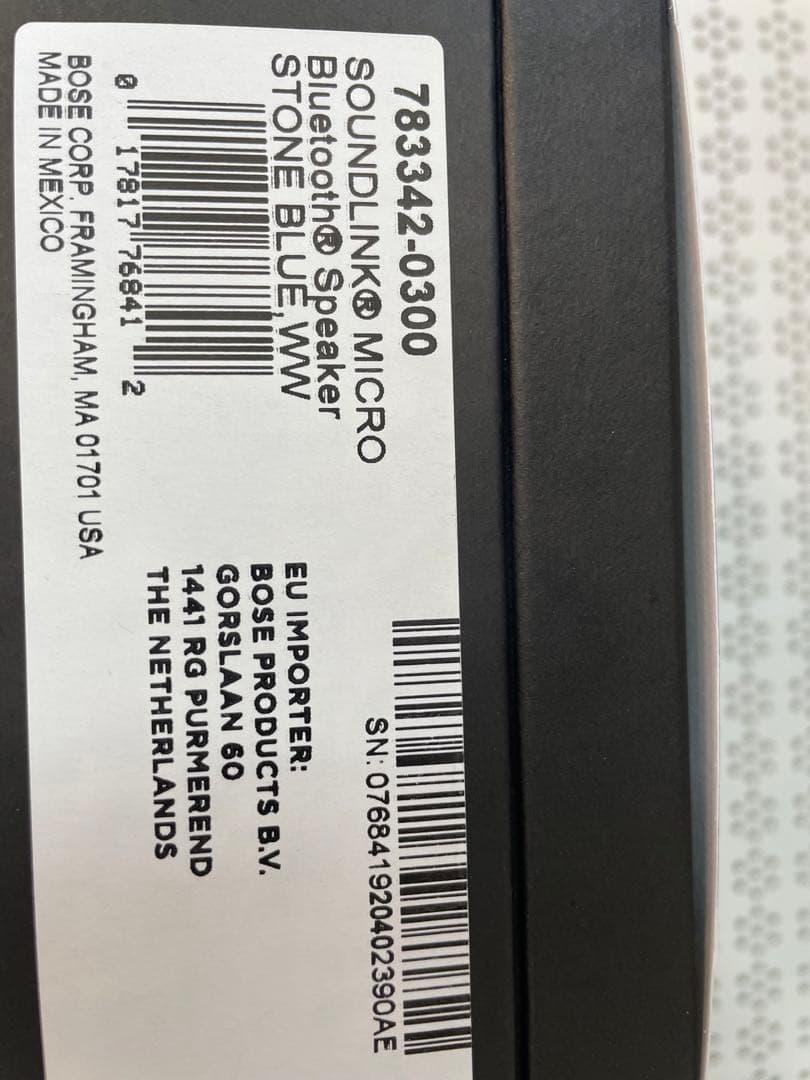 783342-0300
SOUNDLINK® MICRO
Bluetooth® Speaker
STONE BLUE,WW
0 17817 76841 2
BOSE CORP. FRAMINGHAM, MA 01701 USA
MADE IN MEXICO
SN: 076841920402390AE
EU IMPORTER:
BOSE PRODUCTS B.V.
GORSLAAN 60
1441 RG PURMEREND
THE NETHERLANDS